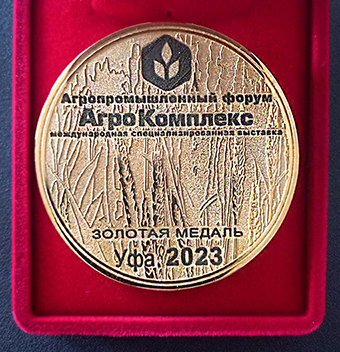 Агропромышленный форум
АгроКомплекс
международная специализированная выставка
ЗОЛОТАЯ МЕДАЛЬ
Уфа 2023